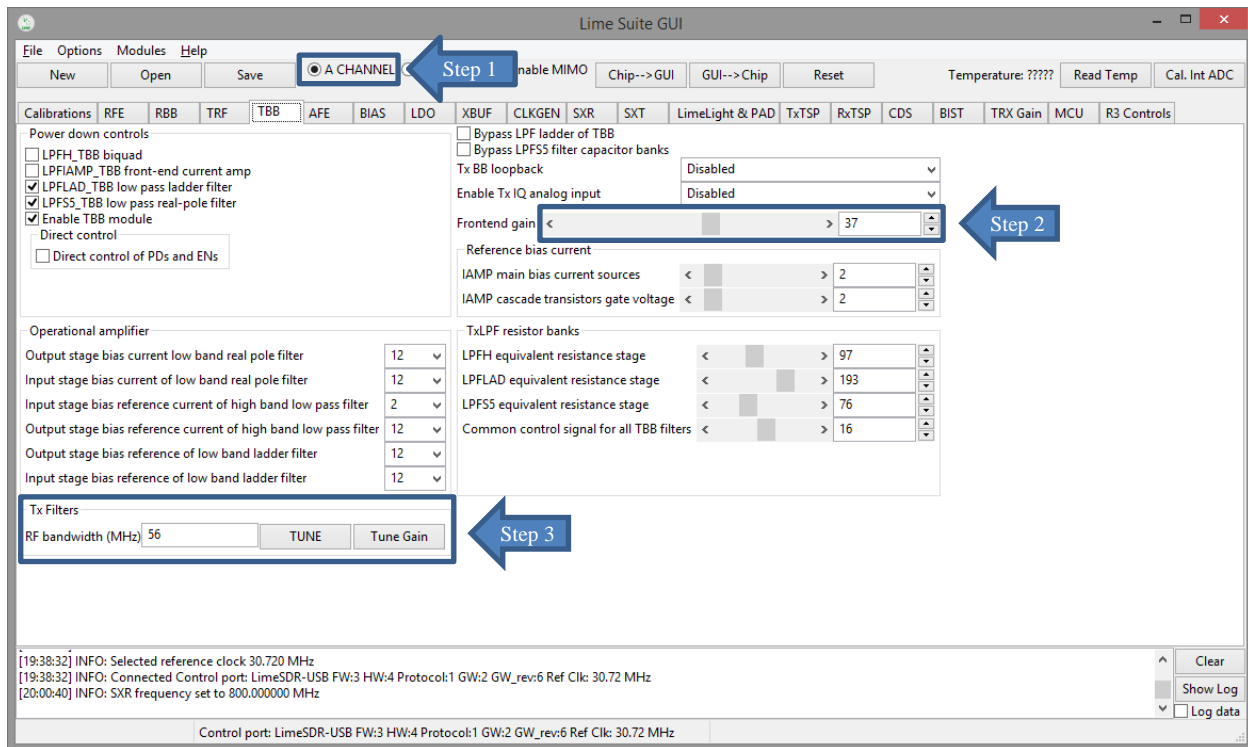 Lime Suite GUI
File Options Modules Help
New Open Save A CHANNEL Step 1 nable MIMO Chip-->GUI GUI-->Chip Reset Temperature: ????? Read Temp Cal. Int ADC
Calibrations RFE RBB TRF TBB AFE BIAS LDO XBUF CLKGEN SXR SXT LimeLight & PAD TxTSP RxTSP CDS BIST TRX Gain MCU R3 Controls
Power down controls
LPFH_TBB biquad
LPFIAMP_TBB front-end current amp
LPFLAD_TBB low pass ladder filter
LPFS5_TBB low pass real-pole filter
Enable TBB module
Direct control
Direct control of PDs and ENs
Bypass LPF ladder of TBB
Bypass LPFS5 filter capacitor banks
Tx BB loopback Disabled
Enable Tx IQ analog input Disabled
Frontend gain 37 Step 2
Reference bias current
IAMP main bias current sources 2
IAMP cascade transistors gate voltage 2
Operational amplifier
Output stage bias current low band real pole filter 12
Input stage bias current of low band real pole filter 12
Input stage bias reference current of high band low pass filter 2
Output stage bias reference current of high band low pass filter 12
Output stage bias reference of low band ladder filter 12
Input stage bias reference of low band ladder filter 12
TxLPF resistor banks
LPFH equivalent resistance stage 97
LPFLAD equivalent resistance stage 193
LPFS5 equivalent resistance stage 76
Common control signal for all TBB filters 16
Tx Filters
RF bandwidth (MHz) 56 TUNE Tune Gain Step 3
[19:38:32] INFO: Selected reference clock 30.720 MHz
[19:38:32] INFO: Connected Control port: LimeSDR-USB FW:3 HW:4 Protocol:1 GW:2 GW_rev:6 Ref Clk: 30.72 MHz
[20:00:40] INFO: SXR frequency set to 800.000000 MHz
Clear
Show Log
Log data
Control port: LimeSDR-USB FW:3 HW:4 Protocol:1 GW:2 GW_rev:6 Ref Clk: 30.72 MHz